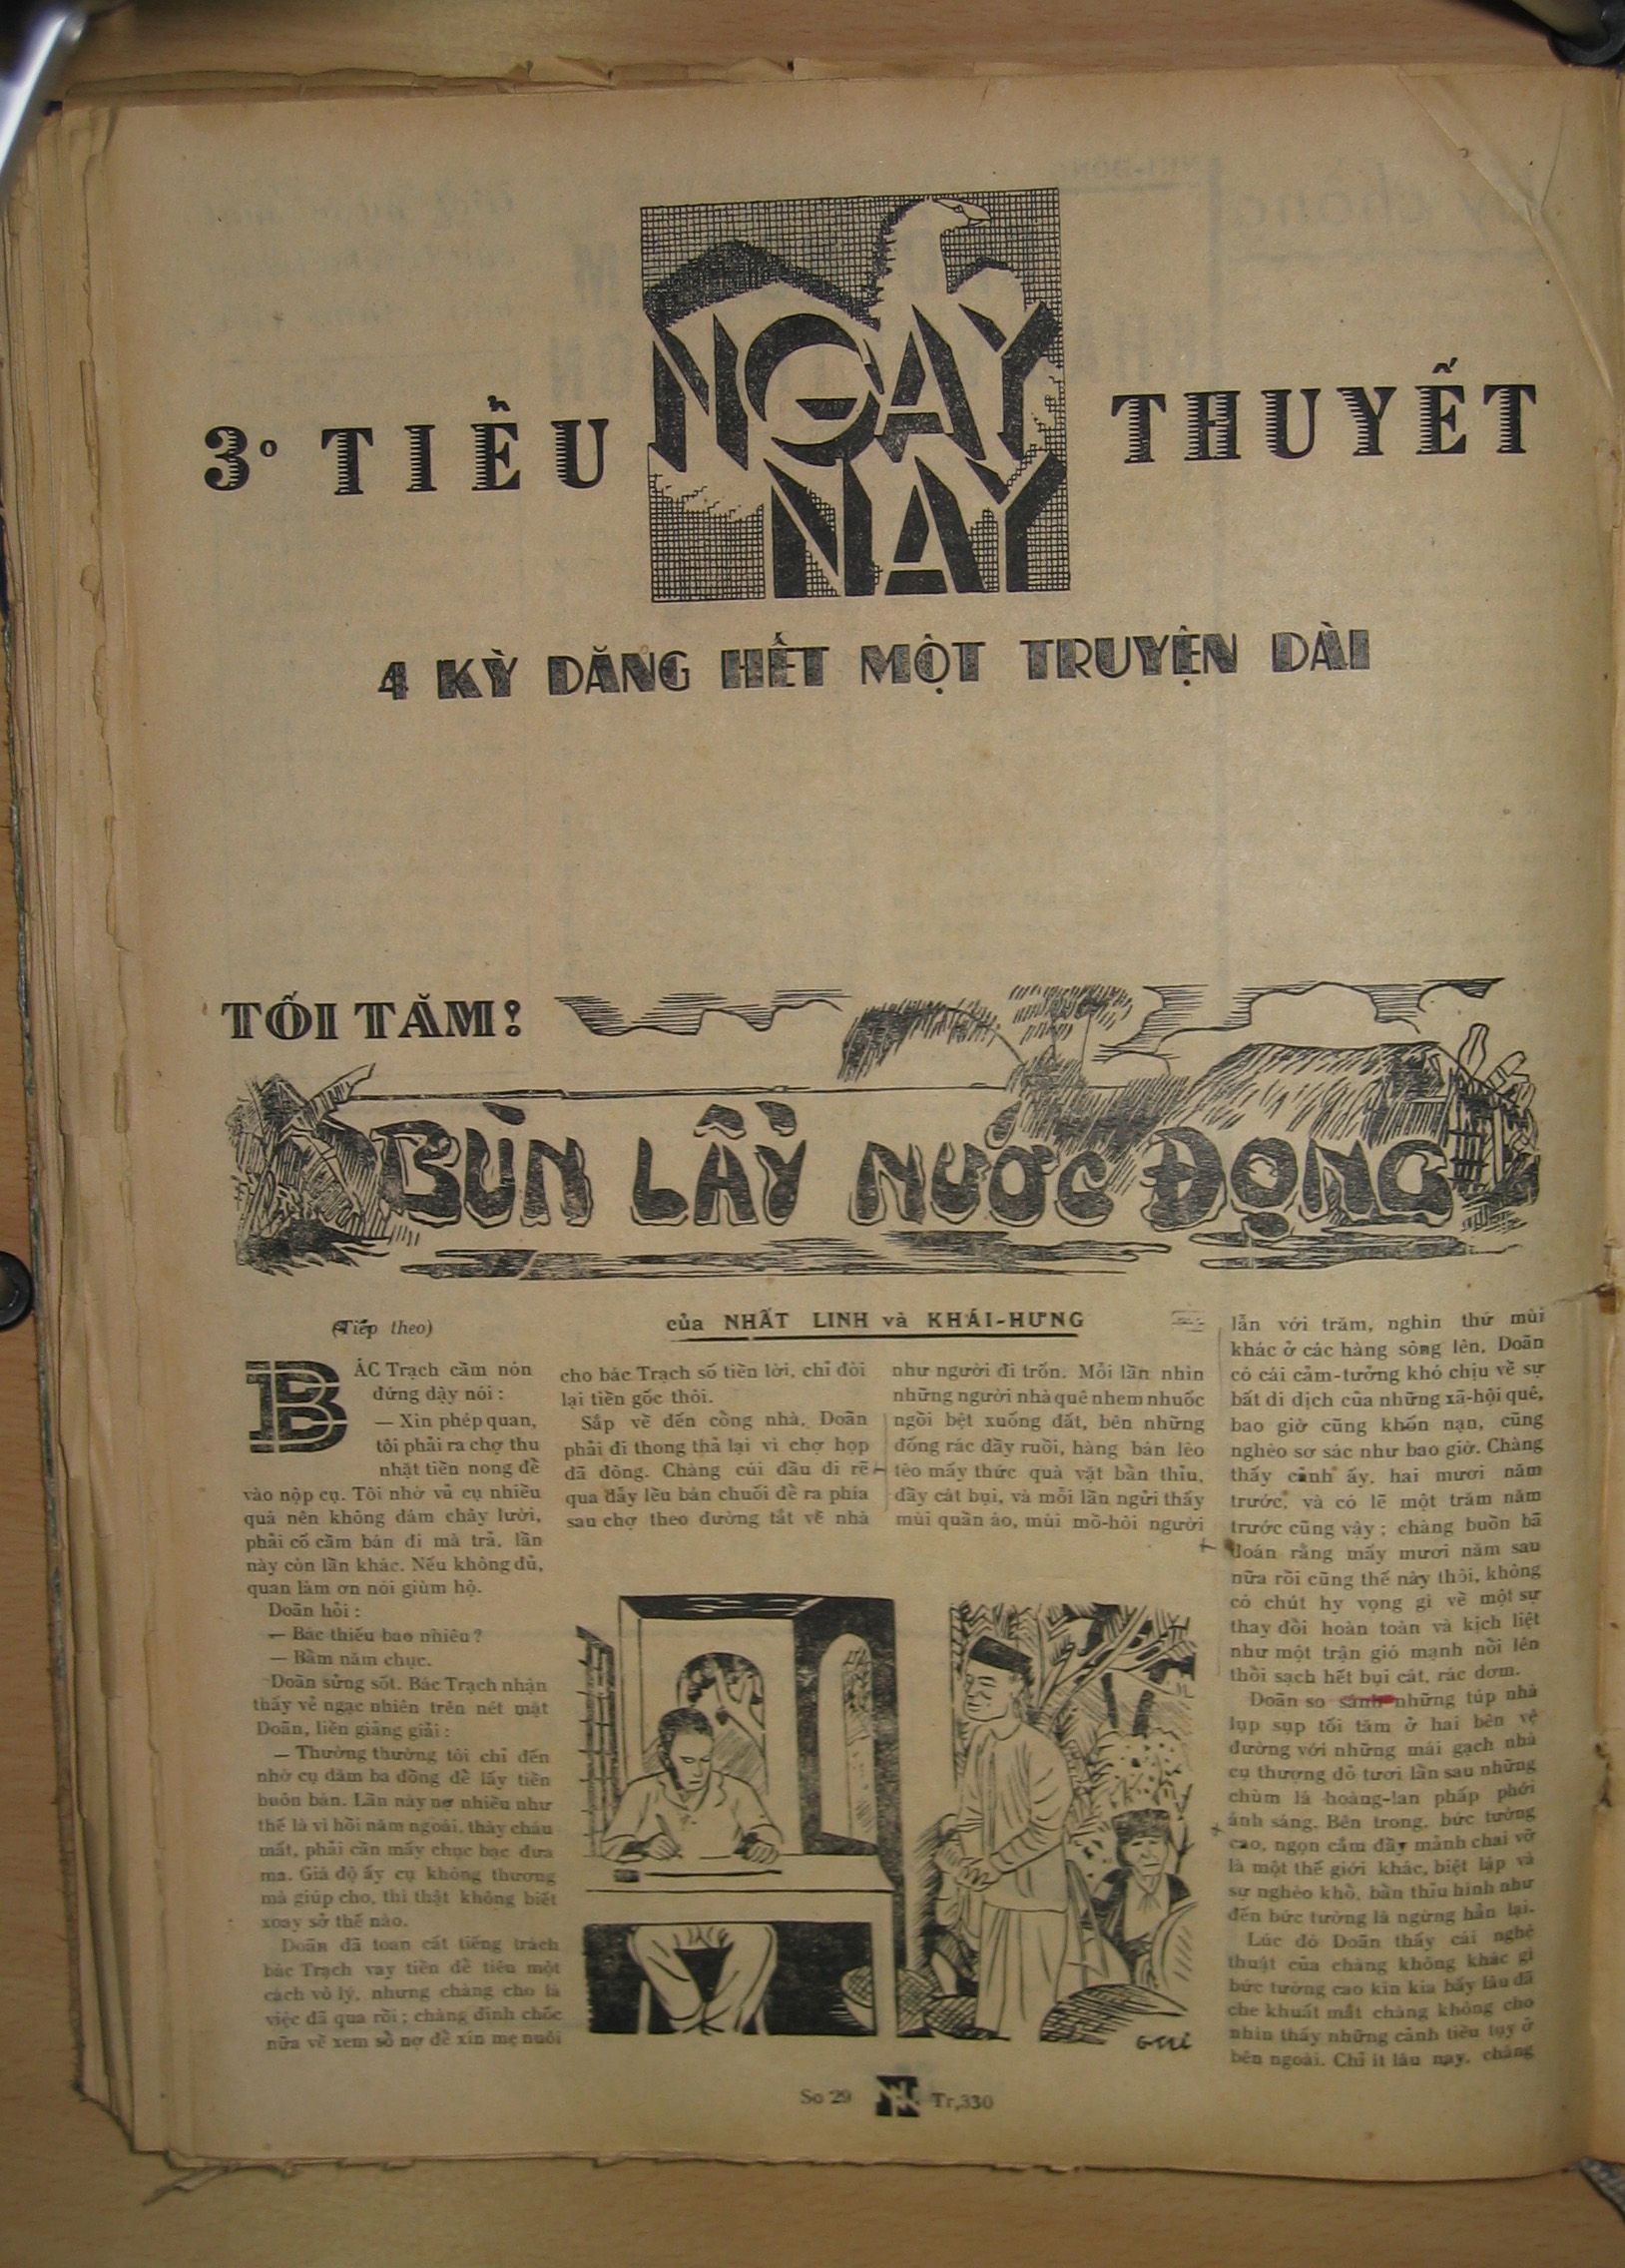 3º TIỂU THUYẾT
NGAY
NAY
4 KỲ ĐĂNG HẾT MỘT TRUYỆN DÀI
TỐI TĂM!
BÙN LẦY NƯỚC ĐỌNG
(Tiếp theo)
của NHẤT LINH và KHÁI-HƯNG
BÁC Trạch cầm nón
đứng dậy nói :
— Xin phép quan,
tôi phải ra chợ thu
nhặt tiền nong để
vào nộp cụ. Tôi nhờ vả cụ nhiều
quá nên không dám chây lười,
phải cố cầm bán đi mà trả, lần
này còn lần khác. Nếu không đủ,
quan làm ơn nói giùm hộ.
Doãn hỏi :
— Bác thiếu bao nhiêu ?
— Bẩm năm chục.
Doãn sửng sốt. Bác Trạch nhận
thấy vẻ ngạc nhiên trên nét mặt
Doãn, liền giảng giải :
— Thường thường tôi chỉ đến
nhờ cụ dăm ba đồng để lấy tiền
buôn bán. Lần này nợ nhiều như
thế là vì hồi năm ngoái, thày cháu
mất, phải cần mấy chục bạc đưa
ma. Giá độ ấy cụ không thương
mà giúp cho, thì thật không biết
xoay sở thế nào.
Doãn đã toan cất tiếng trách
bác Trạch vay tiền để tiêu một
cách vô lý, nhưng chàng cho là
việc đã qua rồi ; chàng định chốc
nữa về xem sổ nợ để xin mẹ nuôi
cho bác Trạch số tiền lời, chỉ đòi
lại tiền gốc thôi.
Sắp về đến cổng nhà, Doãn
phải đi thong thả lại vì chợ họp
đã đông. Chàng cúi đầu đi rẽ
qua dãy lều bán chuối để ra phía
sau chợ theo đường tắt về nhà
như người đi trốn. Mỗi lần nhìn
những người nhà quê nhem nhuốc
ngồi bệt xuống đất, bên những
đống rác đầy ruồi, hàng bán lèo
tèo mấy thức quà vặt bẩn thỉu,
đầy cát bụi, và mỗi lần ngửi thấy
mùi quần áo, mùi mồ-hôi người
lẫn với trăm, nghìn thứ mùi
khác ở các hàng sông lên, Doãn
có cái cảm-tưởng khó chịu về sự
bất di dịch của những xã-hội quê,
bao giờ cũng khốn nạn, cũng
nghèo sơ sác như bao giờ. Chàng
thấy cảnh ấy, hai mươi năm
trước, và có lẽ một trăm năm
trước cũng vậy ; chàng buồn bã
đoán rằng mấy mươi năm sau
nữa rồi cũng thế này thôi, không
có chút hy vọng gì về một sự
thay đổi hoàn toàn và kịch liệt
như một trận gió mạnh nổi lên
thổi sạch hết bụi cát, rác dơm.
Doãn so sánh những túp nhà
lụp sụp tối tăm ở hai bên vệ
đường với những mái gạch nhà
cụ thượng đỏ tươi lẩn sau những
chùm lá hoàng-lan phấp phới
ánh sáng. Bên trong, bức tường
cao, ngọn cắm đầy mảnh chai vỡ
là một thế giới khác, biệt lập và
sự nghèo khổ, bẩn thỉu hình như
đến bức tường là ngừng hẳn lại.
Lúc đó Doãn thấy cái nghệ
thuật của chàng không khác gì
bức tường cao kín kia bấy lâu đã
che khuất mắt chàng không cho
nhìn thấy những cảnh tiều tụy ở
bên ngoài. Chỉ ít lâu nay, chàng
GRI
So 29
Tr,330